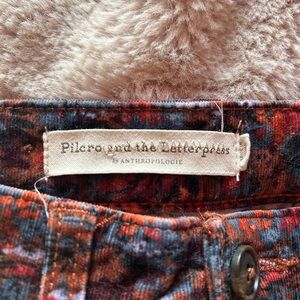 Pilcro and the Letterpress
BY ANTHROPOLOGIE